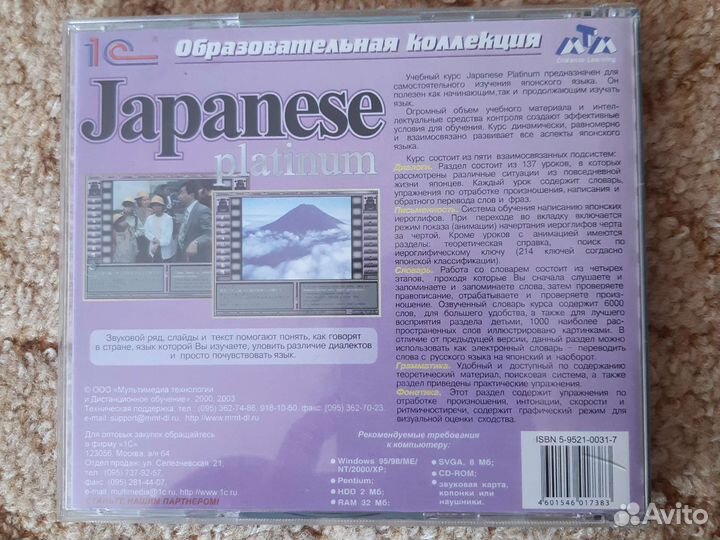 1С Образовательная коллекция МТМ
Distance Learning
Japanese
platinum
Учебный курс Japanese Platinum предназначен для
самостоятельного изучения японского языка. Он
полезен как начинающим, так и продолжающим изучать
язык.
Огромный объем учебного материала и интел-
лектуальные средства контроля создают эффективные
условия для обучения. Курс динамично, равномерно
и взаимосвязано развивает все аспекты японского
языка.
Курс состоит из пяти взаимосвязанных подсистем:
Диалоги. Раздел состоит из 137 уроков, в которых
рассмотрены различные ситуации из повседневной
жизни японцев. Каждый урок содержит словарь,
упражнения по отработке произношения, написания и
обратного перевода слов и фраз.
Письменность. Система обучения написанию японских
иероглифов. При переходе во вкладку включается
режим показа (анимации) начертания иероглифов черта
за чертой. Кроме уроков с анимацией имеются
разделы: теоретическая справка, поиск по
иероглифическому ключу (214 ключей согласно
японской классификации).
Словарь. Работа со словарем состоит из четырех
этапов, проходя которые Вы сначала слушаете и
запоминаете и запоминаете слова, затем проверяете
правописание, отрабатываете и проверяете произ-
ношение. Озвученный словарь курса содержит 6000
слов, для большего удобства, а также для лучшего
восприятия раздела детьми, 1000 наиболее рас-
пространенных слов иллюстрировано картинками. В
отличие от предыдущей версии, данный раздел можно
использовать как электронный словарь – переводить
слова с русского языка на японский и наоборот.
Грамматика. Удобный и доступный по содержанию
теоретический материал, поисковая система, а также
раздел приведены практические упражнения.
Фонетика. Этот раздел содержит упражнения по
отработке произношения, интонации, скорости и
ритмичности речи, содержит графический режим для
визуальной оценки сходства.
Звуковой ряд, слайды и текст помогают понять, как говорят
в стране, язык которой Вы изучаете, уловить различие диалектов
и просто почувствовать язык.
© ООО «Мультимедиа технологии
и Дистанционное обучение», 2000, 2003
Техническая поддержка: тел.: (095) 362-74-86, 918-10-60, факс: (095) 362-70-23
e-mail: support@mmt-dl.ru, http://www.mmt-dl.ru
Для оптовых закупок обращайтесь
в фирму «1С»
123056, Москва, а/я 64
Отдел продаж: ул. Селезневская, 21,
тел.: (095) 737-92-57,
факс: (095) 281-44-07,
e-mail: multimedia@1c.ru, http://www.1c.ru
СТАНЬТЕ НАШИМ ПАРТНЕРОМ!
Рекомендуемые требования
к компьютеру:
• Windows 95/98/ME/
NT/2000/XP;
• Pentium;
• HDD 2 Мб;
• RAM 32 Мб;
• SVGA, 8 Мб;
• CD-ROM;
• звуковая карта,
колонки или
наушники.
ISBN 5-9521-0031-7
4601546017383
Avito